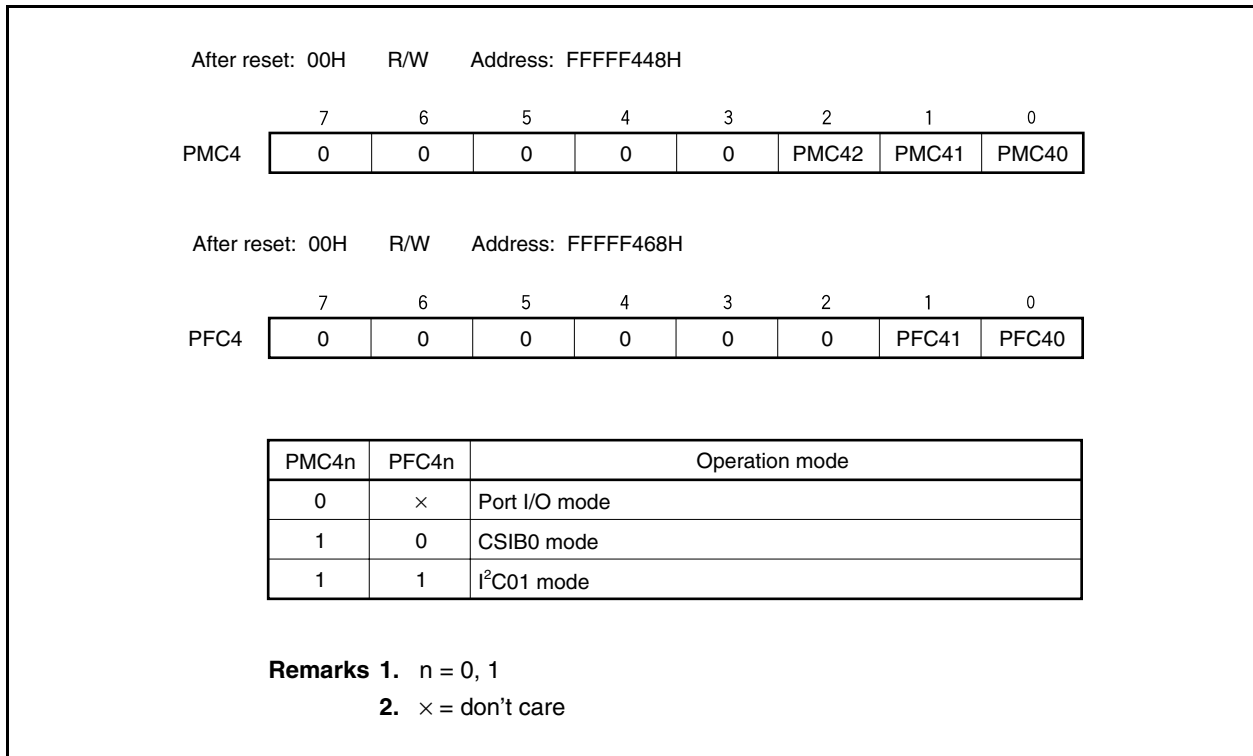 After reset: 00H R/W Address: FFFFF448H
7 6 5 4 3 2 1 0
PMC4 0 0 0 0 0 PMC42 PMC41 PMC40
After reset: 00H R/W Address: FFFFF468H
7 6 5 4 3 2 1 0
PFC4 0 0 0 0 0 0 PFC41 PFC40
PMC4n PFC4n Operation mode
0 × Port I/O mode
1 0 CSIB0 mode
1 1 I²C01 mode
Remarks 1. n = 0, 1
2. × = don't care